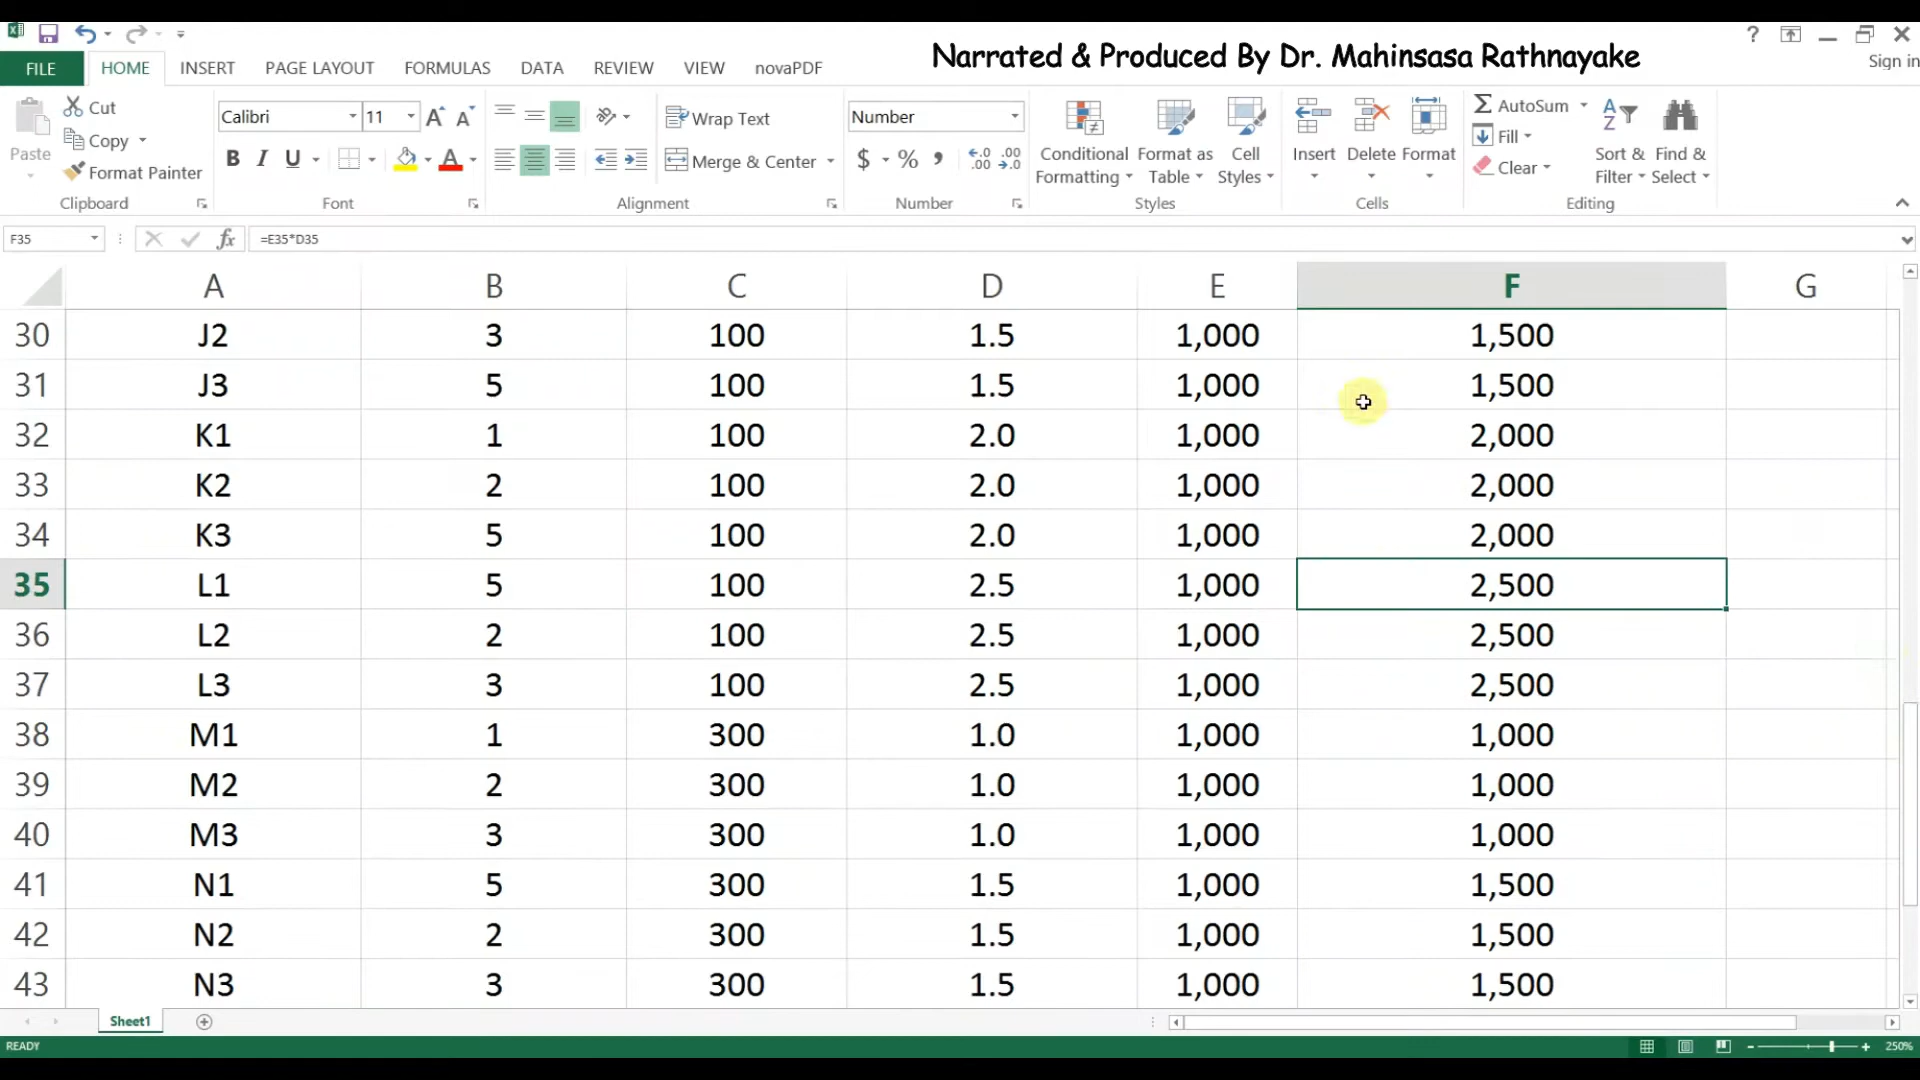 Narrated & Produced By Dr. Mahinsasa Rathnayake
?
Sign in
FILE HOME INSERT PAGE LAYOUT FORMULAS DATA REVIEW VIEW novaPDF
Paste Cut Copy Format Painter
Clipboard
Calibri 11 A A
B I U A
Font
Wrap Text
Merge & Center
Alignment
Number
$ % , .0 .00 .00 .0
Number
Conditional Formatting
Format as Table
Cell Styles
Styles
Insert Delete Format
Cells
AutoSum
Fill
Clear
Sort & Filter
Find & Select
Editing
F35 fx =E35*D35
A B C D E F G
30 J2 3 100 1.5 1,000 1,500
31 J3 5 100 1.5 1,000 1,500
32 K1 1 100 2.0 1,000 2,000
33 K2 2 100 2.0 1,000 2,000
34 K3 5 100 2.0 1,000 2,000
35 L1 5 100 2.5 1,000 2,500
36 L2 2 100 2.5 1,000 2,500
37 L3 3 100 2.5 1,000 2,500
38 M1 1 300 1.0 1,000 1,000
39 M2 2 300 1.0 1,000 1,000
40 M3 3 300 1.0 1,000 1,000
41 N1 5 300 1.5 1,000 1,500
42 N2 2 300 1.5 1,000 1,500
43 N3 3 300 1.5 1,000 1,500
Sheet1
READY 250%